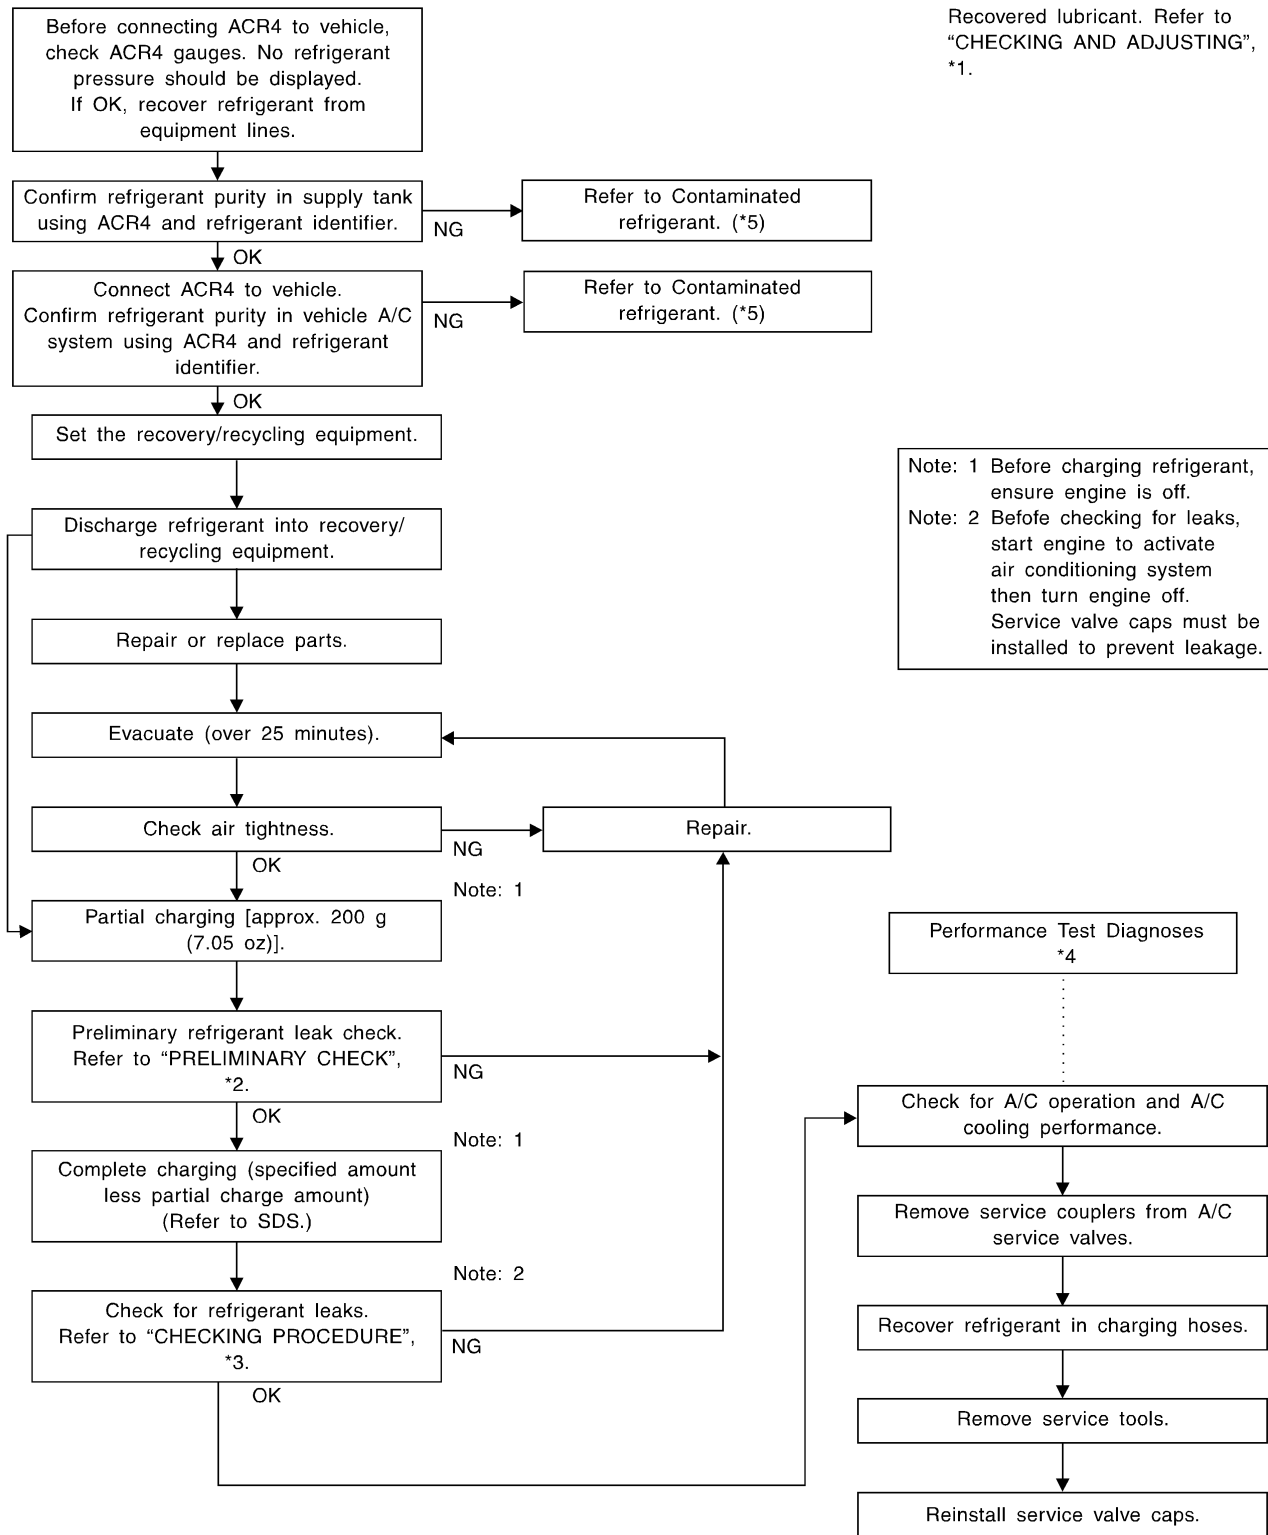 Before connecting ACR4 to vehicle,
check ACR4 gauges. No refrigerant
pressure should be displayed.
If OK, recover refrigerant from
equipment lines.
Recovered lubricant. Refer to
“CHECKING AND ADJUSTING”,
*1.
Confirm refrigerant purity in supply tank
using ACR4 and refrigerant identifier.
NG
Refer to Contaminated
refrigerant. (*5)
OK
Connect ACR4 to vehicle.
Confirm refrigerant purity in vehicle A/C
system using ACR4 and refrigerant
identifier.
NG
Refer to Contaminated
refrigerant. (*5)
OK
Set the recovery/recycling equipment.
Note: 1 Before charging refrigerant,
ensure engine is off.
Note: 2 Befofe checking for leaks,
start engine to activate
air conditioning system
then turn engine off.
Service valve caps must be
installed to prevent leakage.
Discharge refrigerant into recovery/
recycling equipment.
Repair or replace parts.
Evacuate (over 25 minutes).
Check air tightness.
NG
Repair.
OK
Note: 1
Partial charging [approx. 200 g
(7.05 oz)].
Preliminary refrigerant leak check.
Refer to “PRELIMINARY CHECK”,
*2.
NG
OK
Note: 1
Complete charging (specified amount
less partial charge amount)
(Refer to SDS.)
Note: 2
Check for refrigerant leaks.
Refer to “CHECKING PROCEDURE”,
*3.
NG
OK
Performance Test Diagnoses
*4
Check for A/C operation and A/C
cooling performance.
Remove service couplers from A/C
service valves.
Recover refrigerant in charging hoses.
Remove service tools.
Reinstall service valve caps.